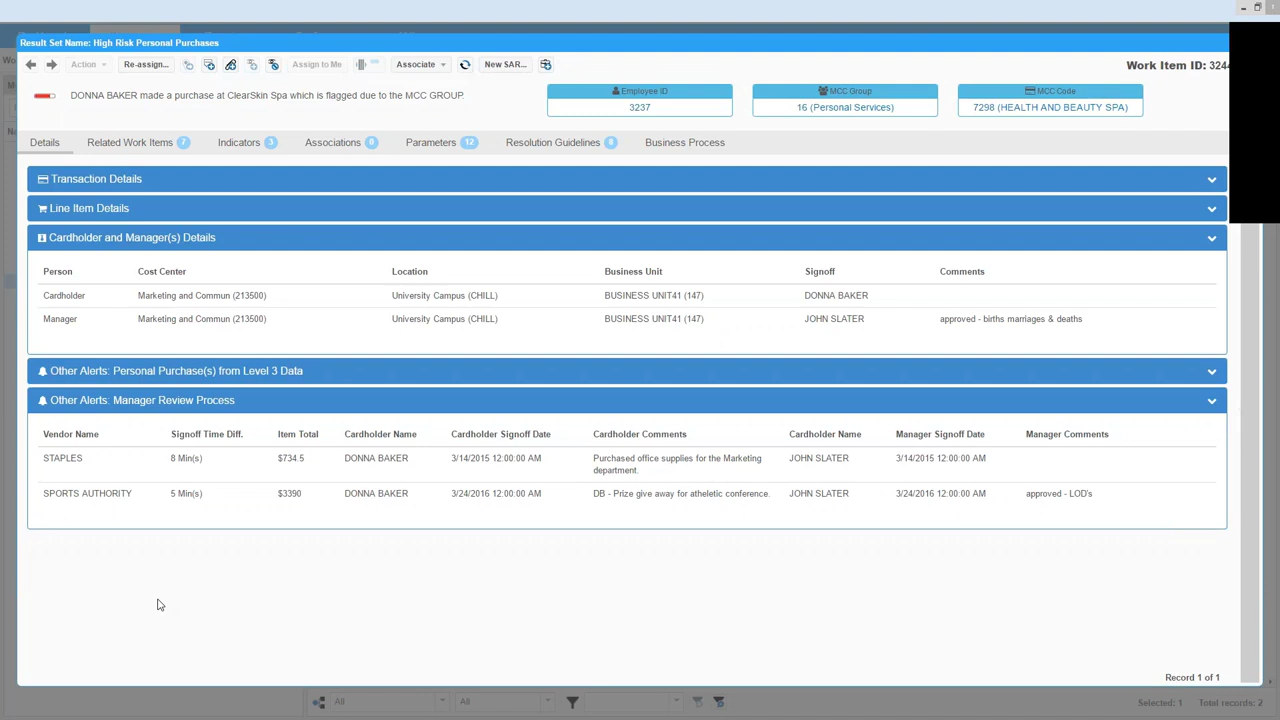 Result Set Name: High Risk Personal Purchases
Action Re-assign... Assign to Me Associate New SAR... Work Item ID: 3244
DONNA BAKER made a purchase at ClearSkin Spa which is flagged due to the MCC GROUP.
Employee ID MCC Group MCC Code
3237 16 (Personal Services) 7298 (HEALTH AND BEAUTY SPA)
Details Related Work Items 7 Indicators 3 Associations 0 Parameters 12 Resolution Guidelines 8 Business Process
Transaction Details
Line Item Details
Cardholder and Manager(s) Details
Person Cost Center Location Business Unit Signoff Comments
Cardholder Marketing and Commun (213500) University Campus (CHILL) BUSINESS UNIT41 (147) DONNA BAKER
Manager Marketing and Commun (213500) University Campus (CHILL) BUSINESS UNIT41 (147) JOHN SLATER approved - births marriages & deaths
Other Alerts: Personal Purchase(s) from Level 3 Data
Other Alerts: Manager Review Process
Vendor Name Signoff Time Diff. Item Total Cardholder Name Cardholder Signoff Date Cardholder Comments Cardholder Name Manager Signoff Date Manager Comments
STAPLES 8 Min(s) $734.5 DONNA BAKER 3/14/2015 12:00:00 AM Purchased office supplies for the Marketing department. JOHN SLATER 3/14/2015 12:00:00 AM
SPORTS AUTHORITY 5 Min(s) $3390 DONNA BAKER 3/24/2016 12:00:00 AM DB - Prize give away for atheletic conference. JOHN SLATER 3/24/2016 12:00:00 AM approved - LOD's
Record 1 of 1
All All Selected: 1 Total records: 2